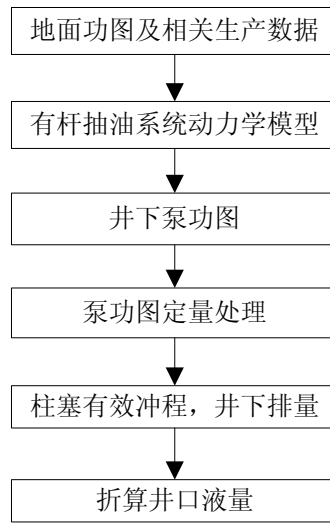 地面功图及相关生产数据
有杆抽油系统动力学模型
井下泵功图
泵功图定量处理
柱塞有效冲程，井下排量
折算井口液量